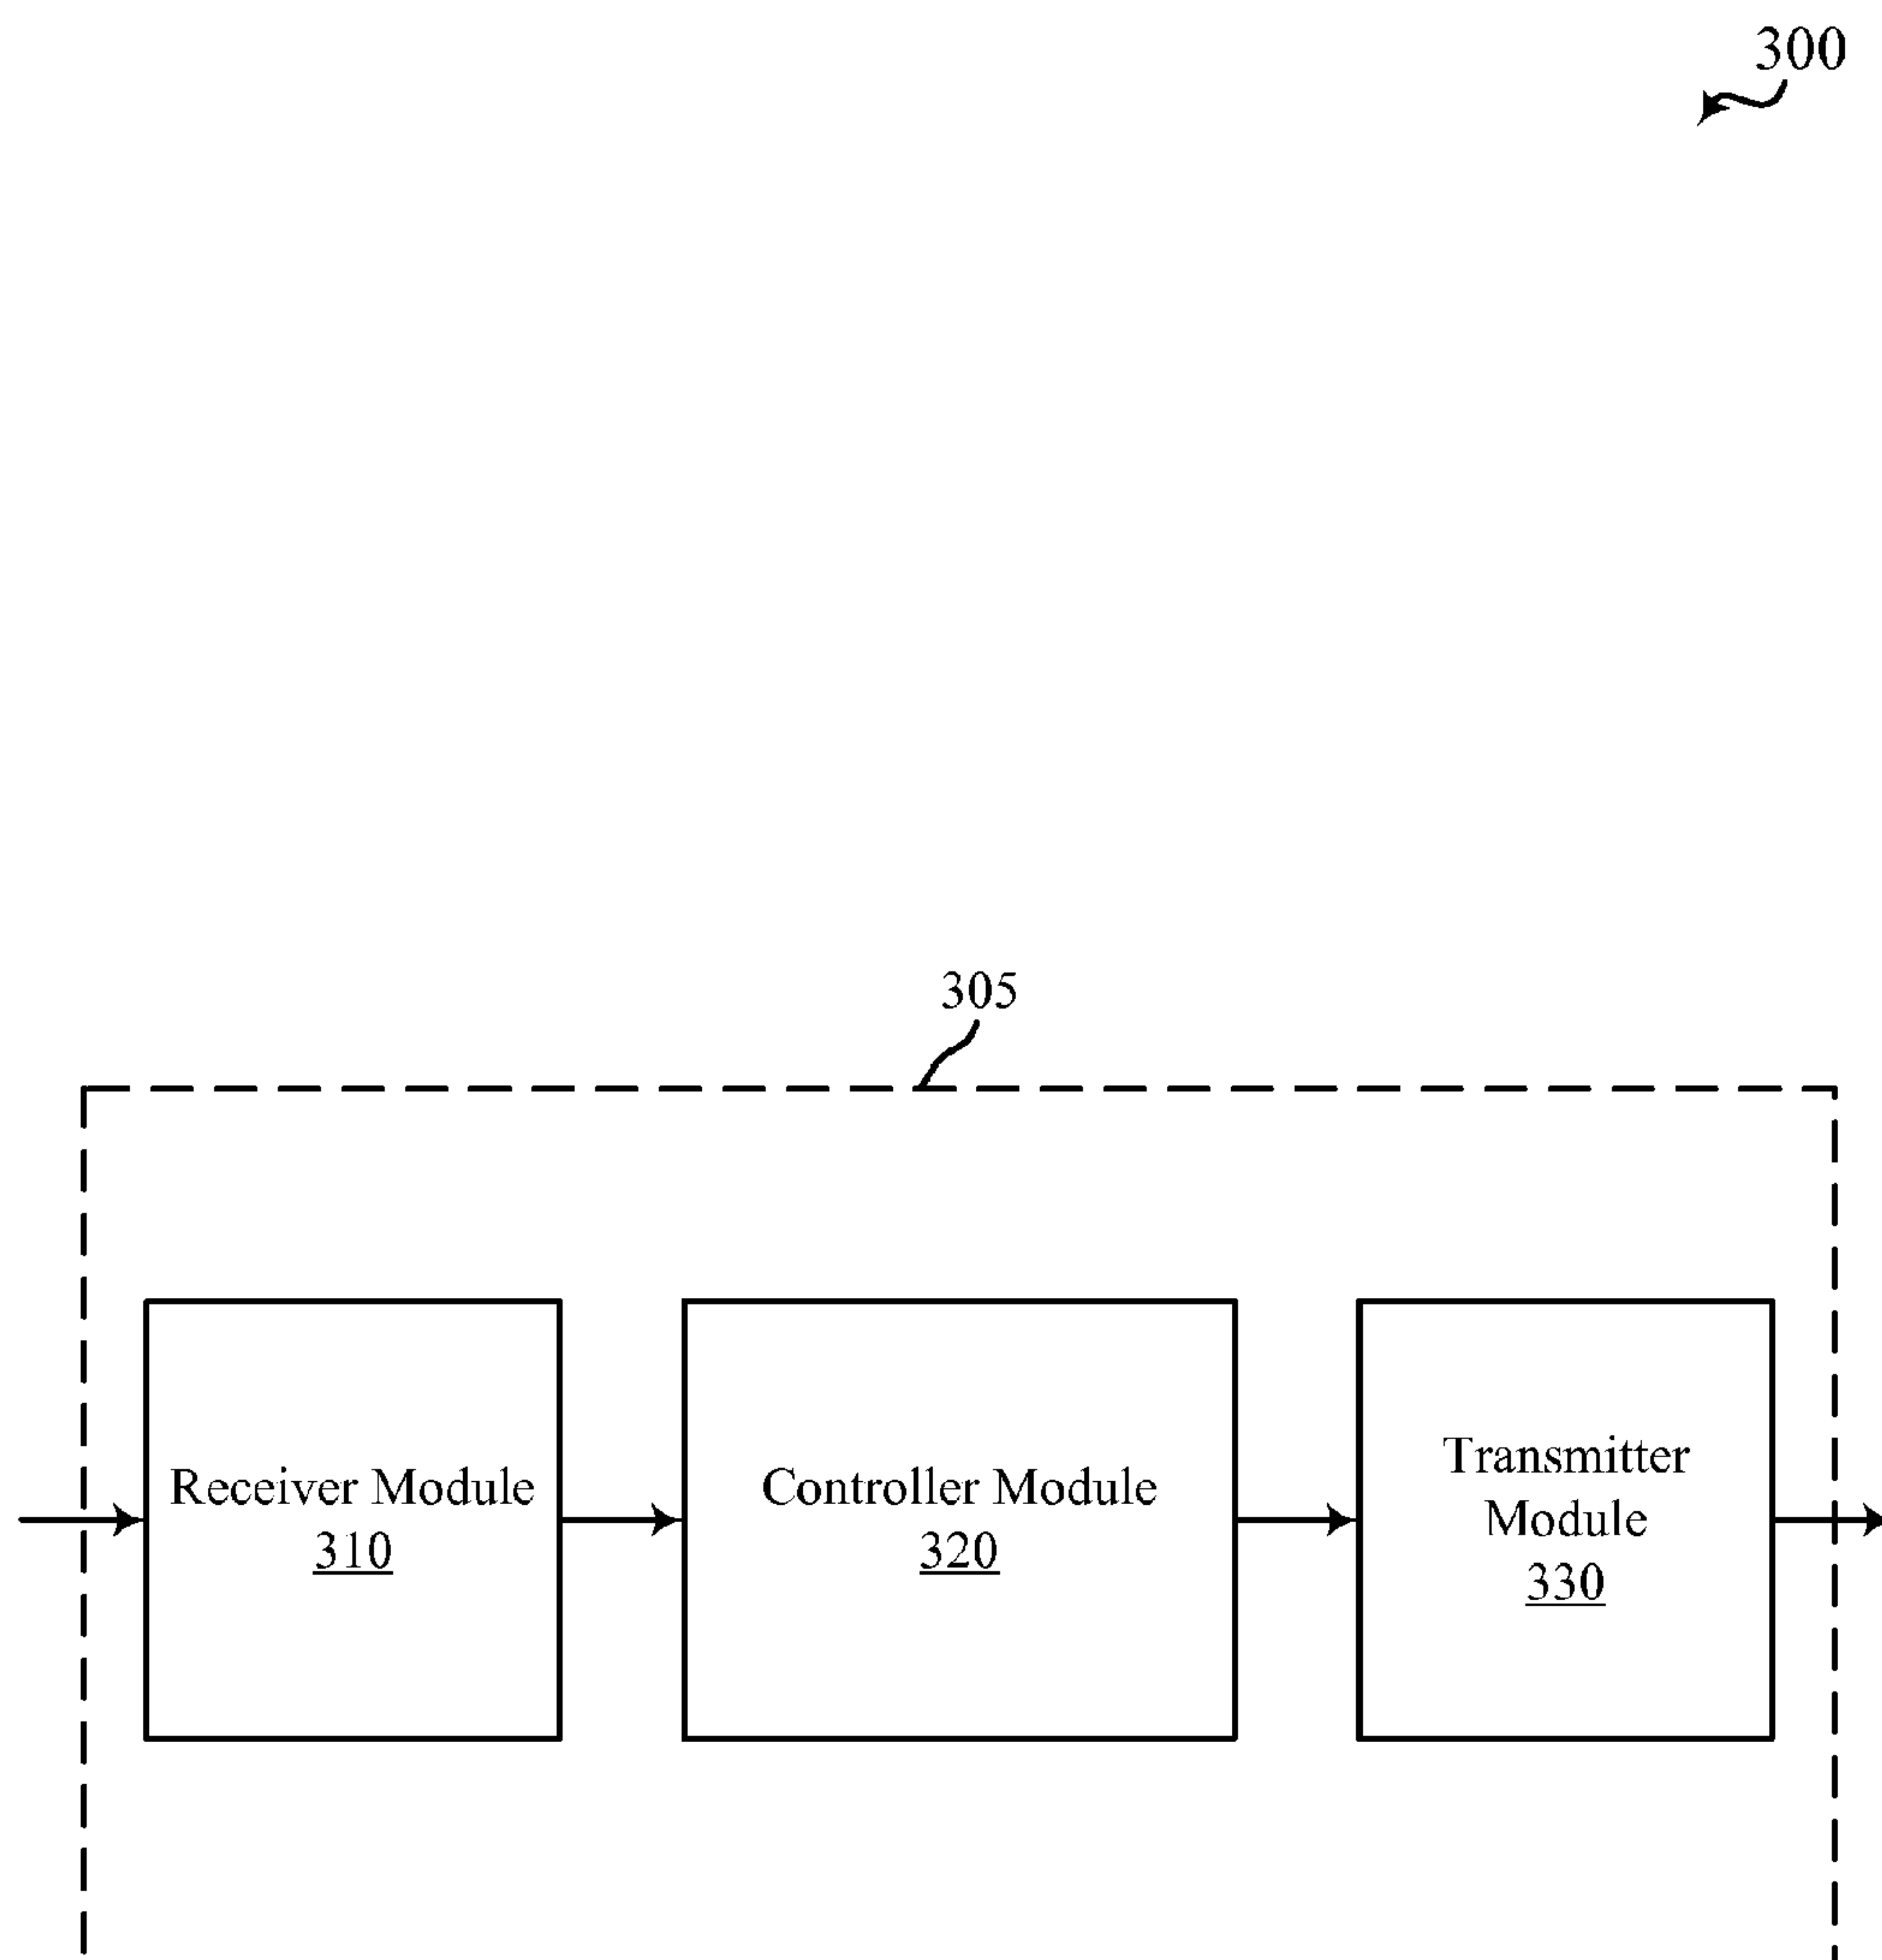 300
305
Receiver Module
310
Controller Module
320
Transmitter
Module
330